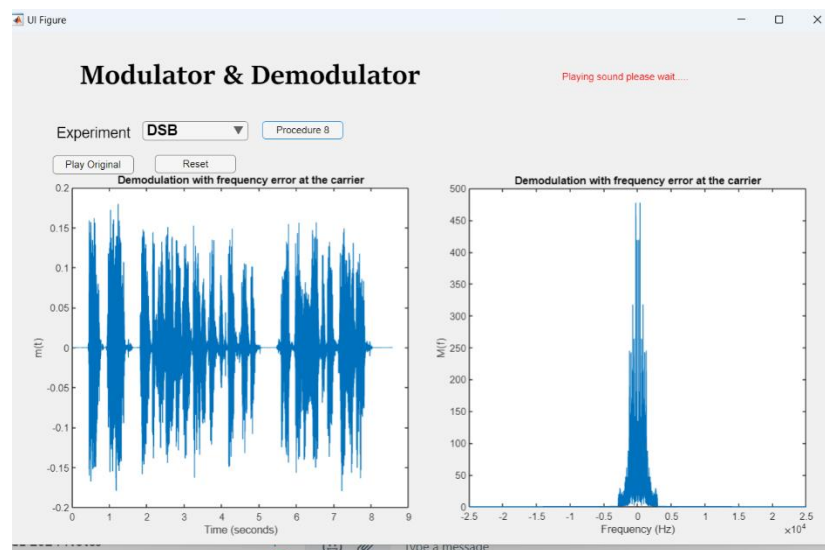 UI Figure
Modulator & Demodulator
Playing sound please wait.....
Experiment DSB Procedure 8
Play Original Reset
Demodulation with frequency error at the carrier
0.2
0.15
0.1
0.05
0
-0.05
-0.1
-0.15
-0.2
m(t)
0 1 2 3 4 5 6 7 8 9
Time (seconds)
Demodulation with frequency error at the carrier
500
450
400
350
300
250
200
150
100
50
0
M(f)
-2.5 -2 -1.5 -1 -0.5 0 0.5 1 1.5 2 2.5
Frequency (Hz) ×10⁴
Type a message